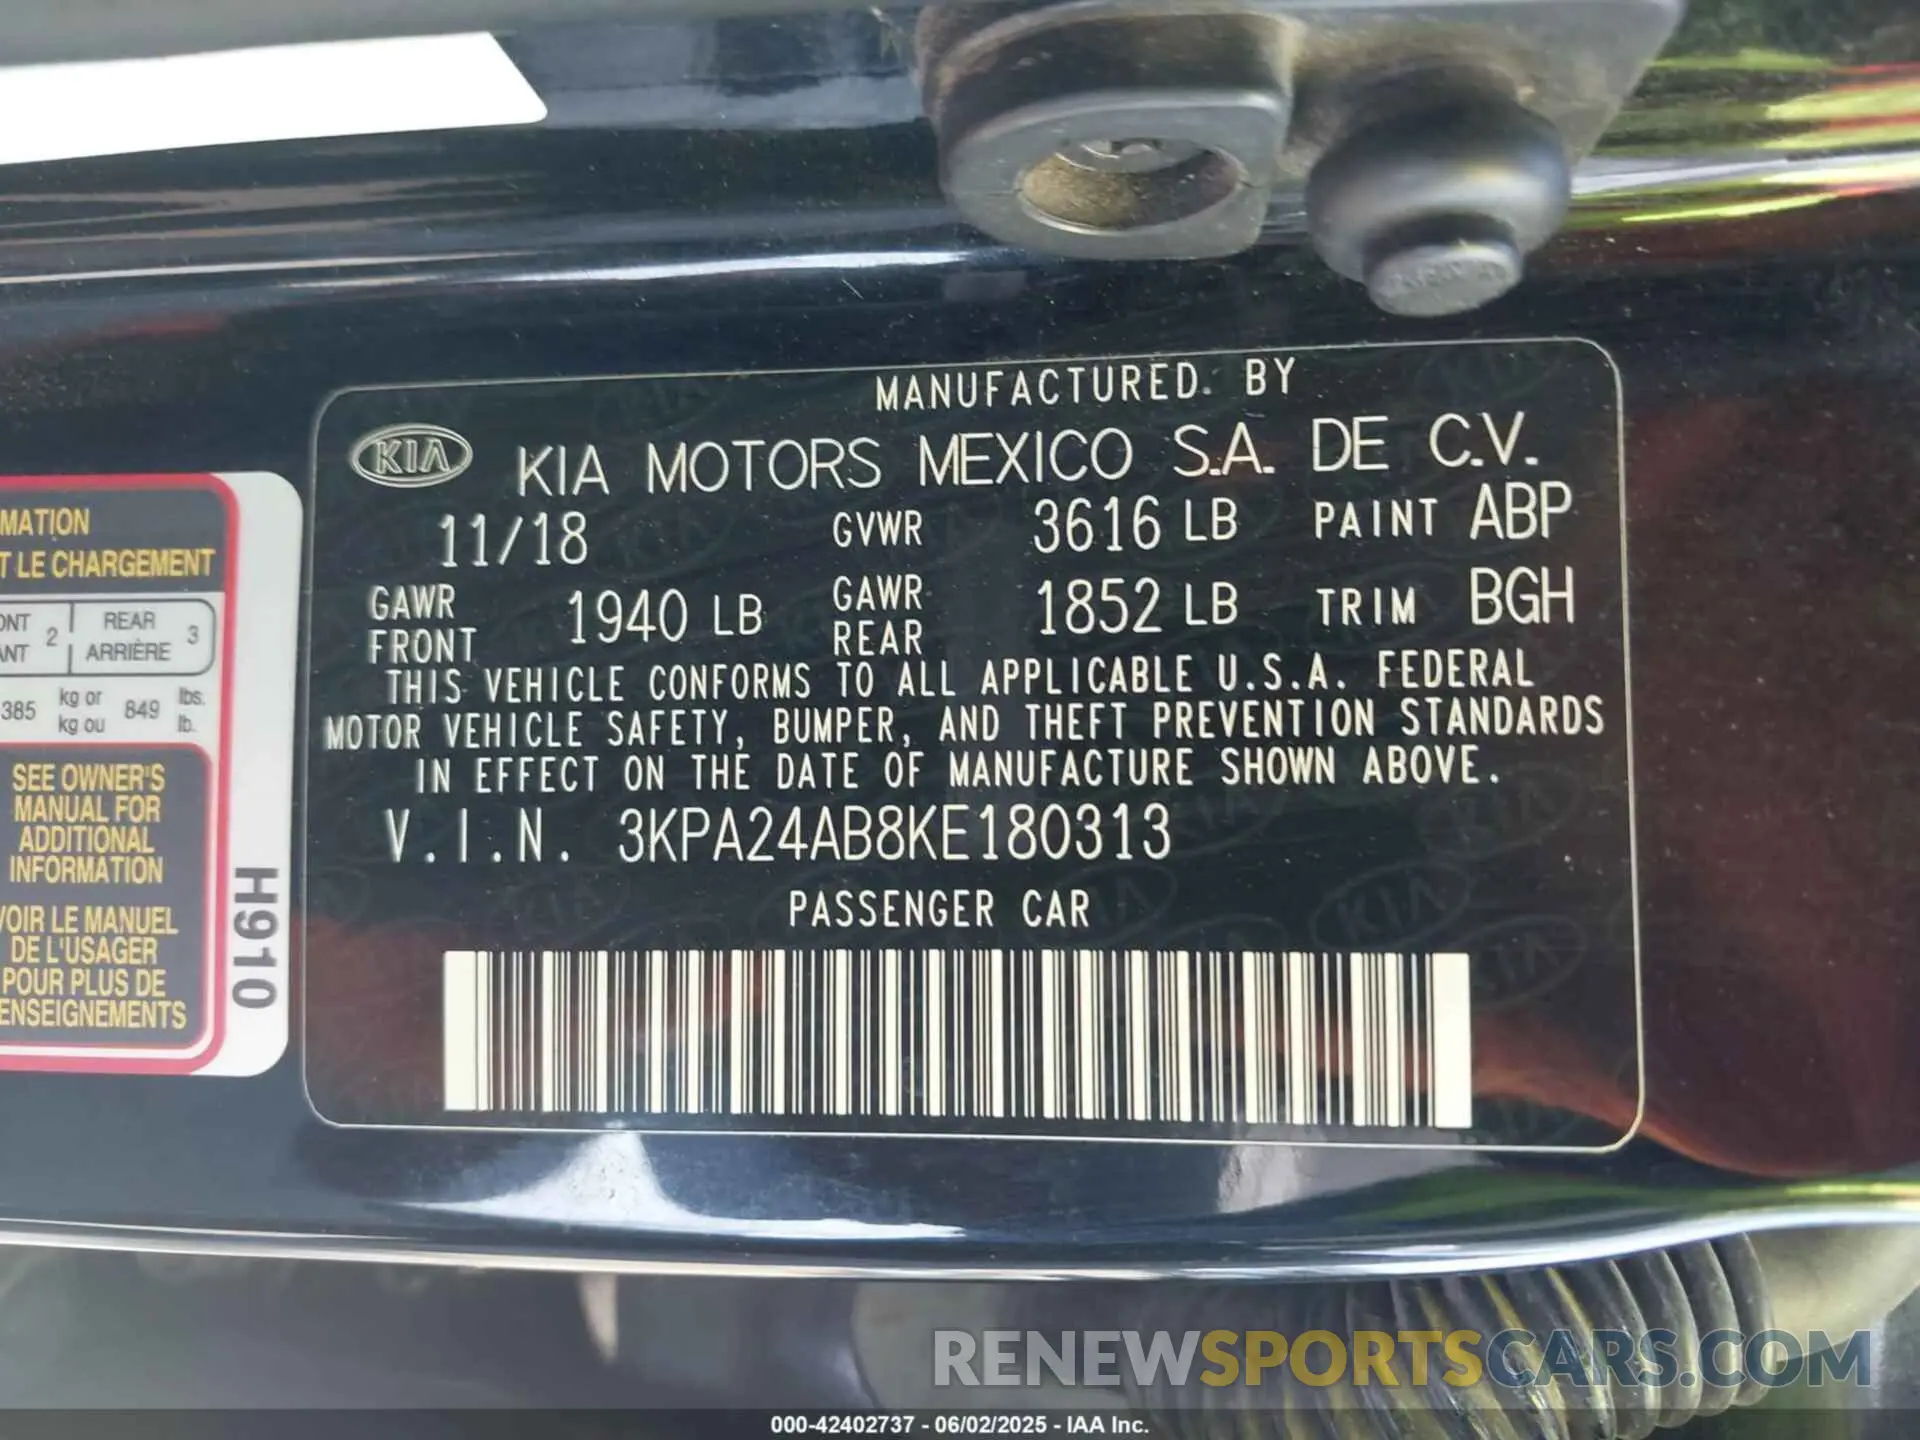 MANUFACTURED BY
KIA KIA MOTORS MEXICO S.A. DE C.V.
11/18 GVWR 3616 LB PAINT ABP
GAWR FRONT 1940 LB GAWR REAR 1852 LB TRIM BGH
THIS VEHICLE CONFORMS TO ALL APPLICABLE U.S.A. FEDERAL
MOTOR VEHICLE SAFETY, BUMPER, AND THEFT PREVENTION STANDARDS
IN EFFECT ON THE DATE OF MANUFACTURE SHOWN ABOVE.
V.I.N. 3KPA24AB8KE180313
PASSENGER CAR
MATION
T LE CHARGEMENT
ONT
ANT 2
REAR
ARRIÈRE 3
385 kg or
kg ou 849 lbs.
lb.
SEE OWNER'S
MANUAL FOR
ADDITIONAL
INFORMATION
VOIR LE MANUEL
DE L'USAGER
POUR PLUS DE
ENSEIGNEMENTS
H910
RENEWSPORTSCARS.COM
000-42402737 - 06/02/2025 - IAA Inc.